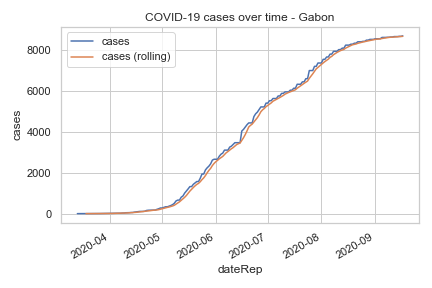 COVID-19 cases over time - Gabon
cases
cases (rolling)
8000
6000
4000
2000
0
cases
2020-04
2020-05
2020-06
2020-07
2020-08
2020-09
dateRep